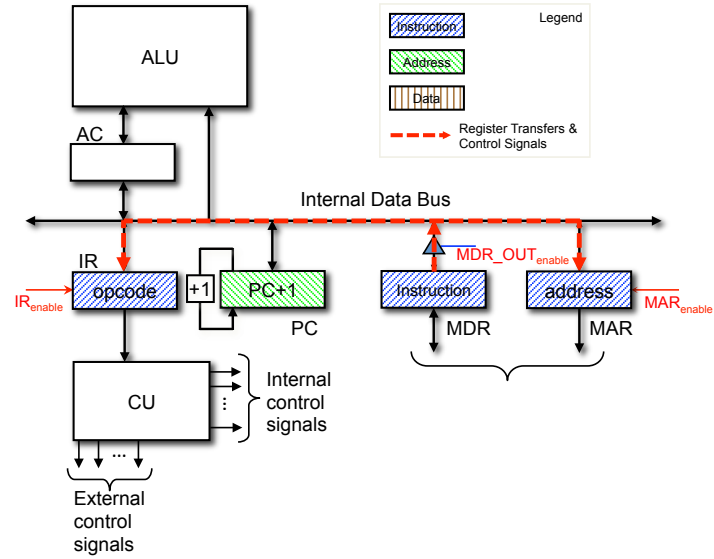 ALU
Legend
Instruction
Address
Data
Register Transfers &
Control Signals
AC
Internal Data Bus
IR
MDR_OUTenable
IRenable
opcode
+1
PC+1
Instruction
address
MARenable
PC
MDR
MAR
CU
...
Internal
control
signals
...
External
control
signals